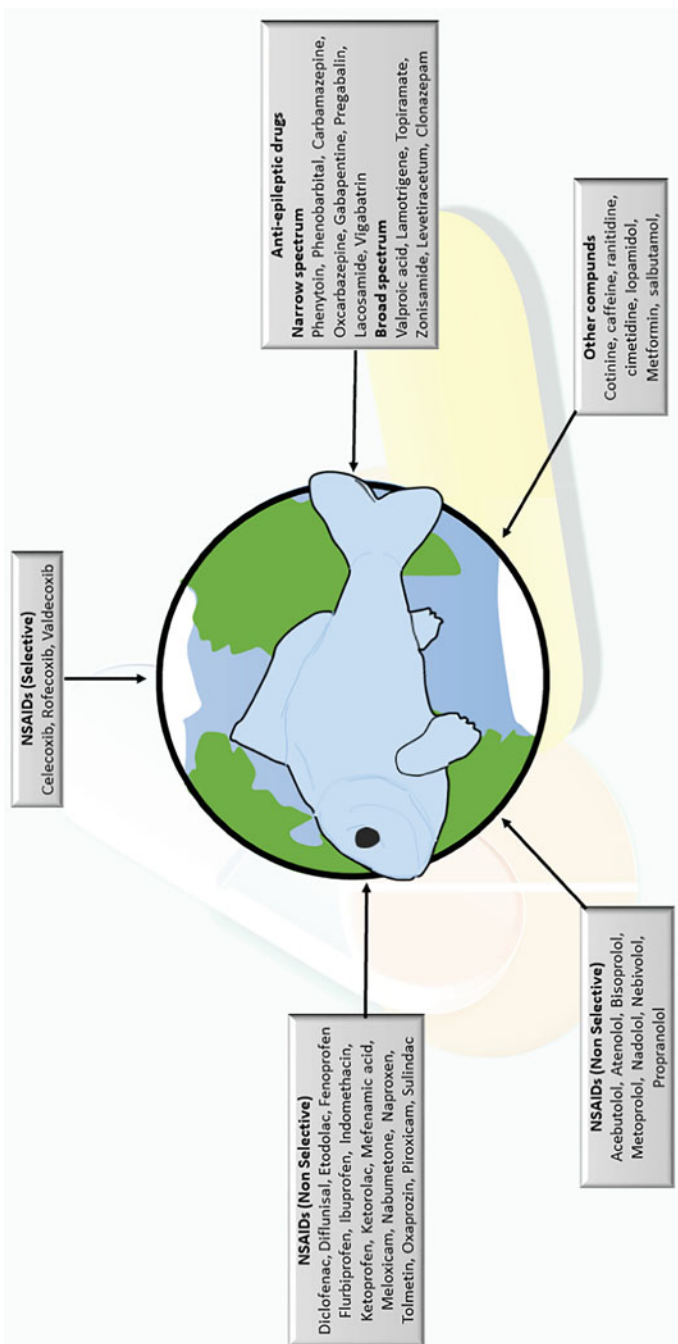 NSAIDs (Selective)
Celecoxib, Rofecoxib, Valdecoxib
NSAIDs (Non Selective)
Diclofenac, Diflunisal, Etodolac, Fenoprofen
Flurbiprofen, Ibuprofen, Indomethacin,
Ketoprofen, Ketorolac, Mefenamic acid,
Meloxicam, Nabumetone, Naproxen,
Tolmetin, Oxaprozin, Piroxicam, Sulindac
Anti-epileptic drugs
Narrow spectrum
Phenytoin, Phenobarbital, Carbamazepine,
Oxcarbazepine, Gabapentine, Pregabalin,
Lacosamide, Vigabatrin
Broad spectrum
Valproic acid, Lamotrigene, Topiramate,
Zonisamide, Levetiracetum, Clonazepam
NSAIDs (Non Selective)
Acebutolol, Atenolol, Bisoprolol,
Metoprolol, Nadolol, Nebivolol,
Propranolol
Other compunds
Cotinine, caffeine, ranitidine,
cimetidine, Iopamidol,
Metformin, salbutamol,